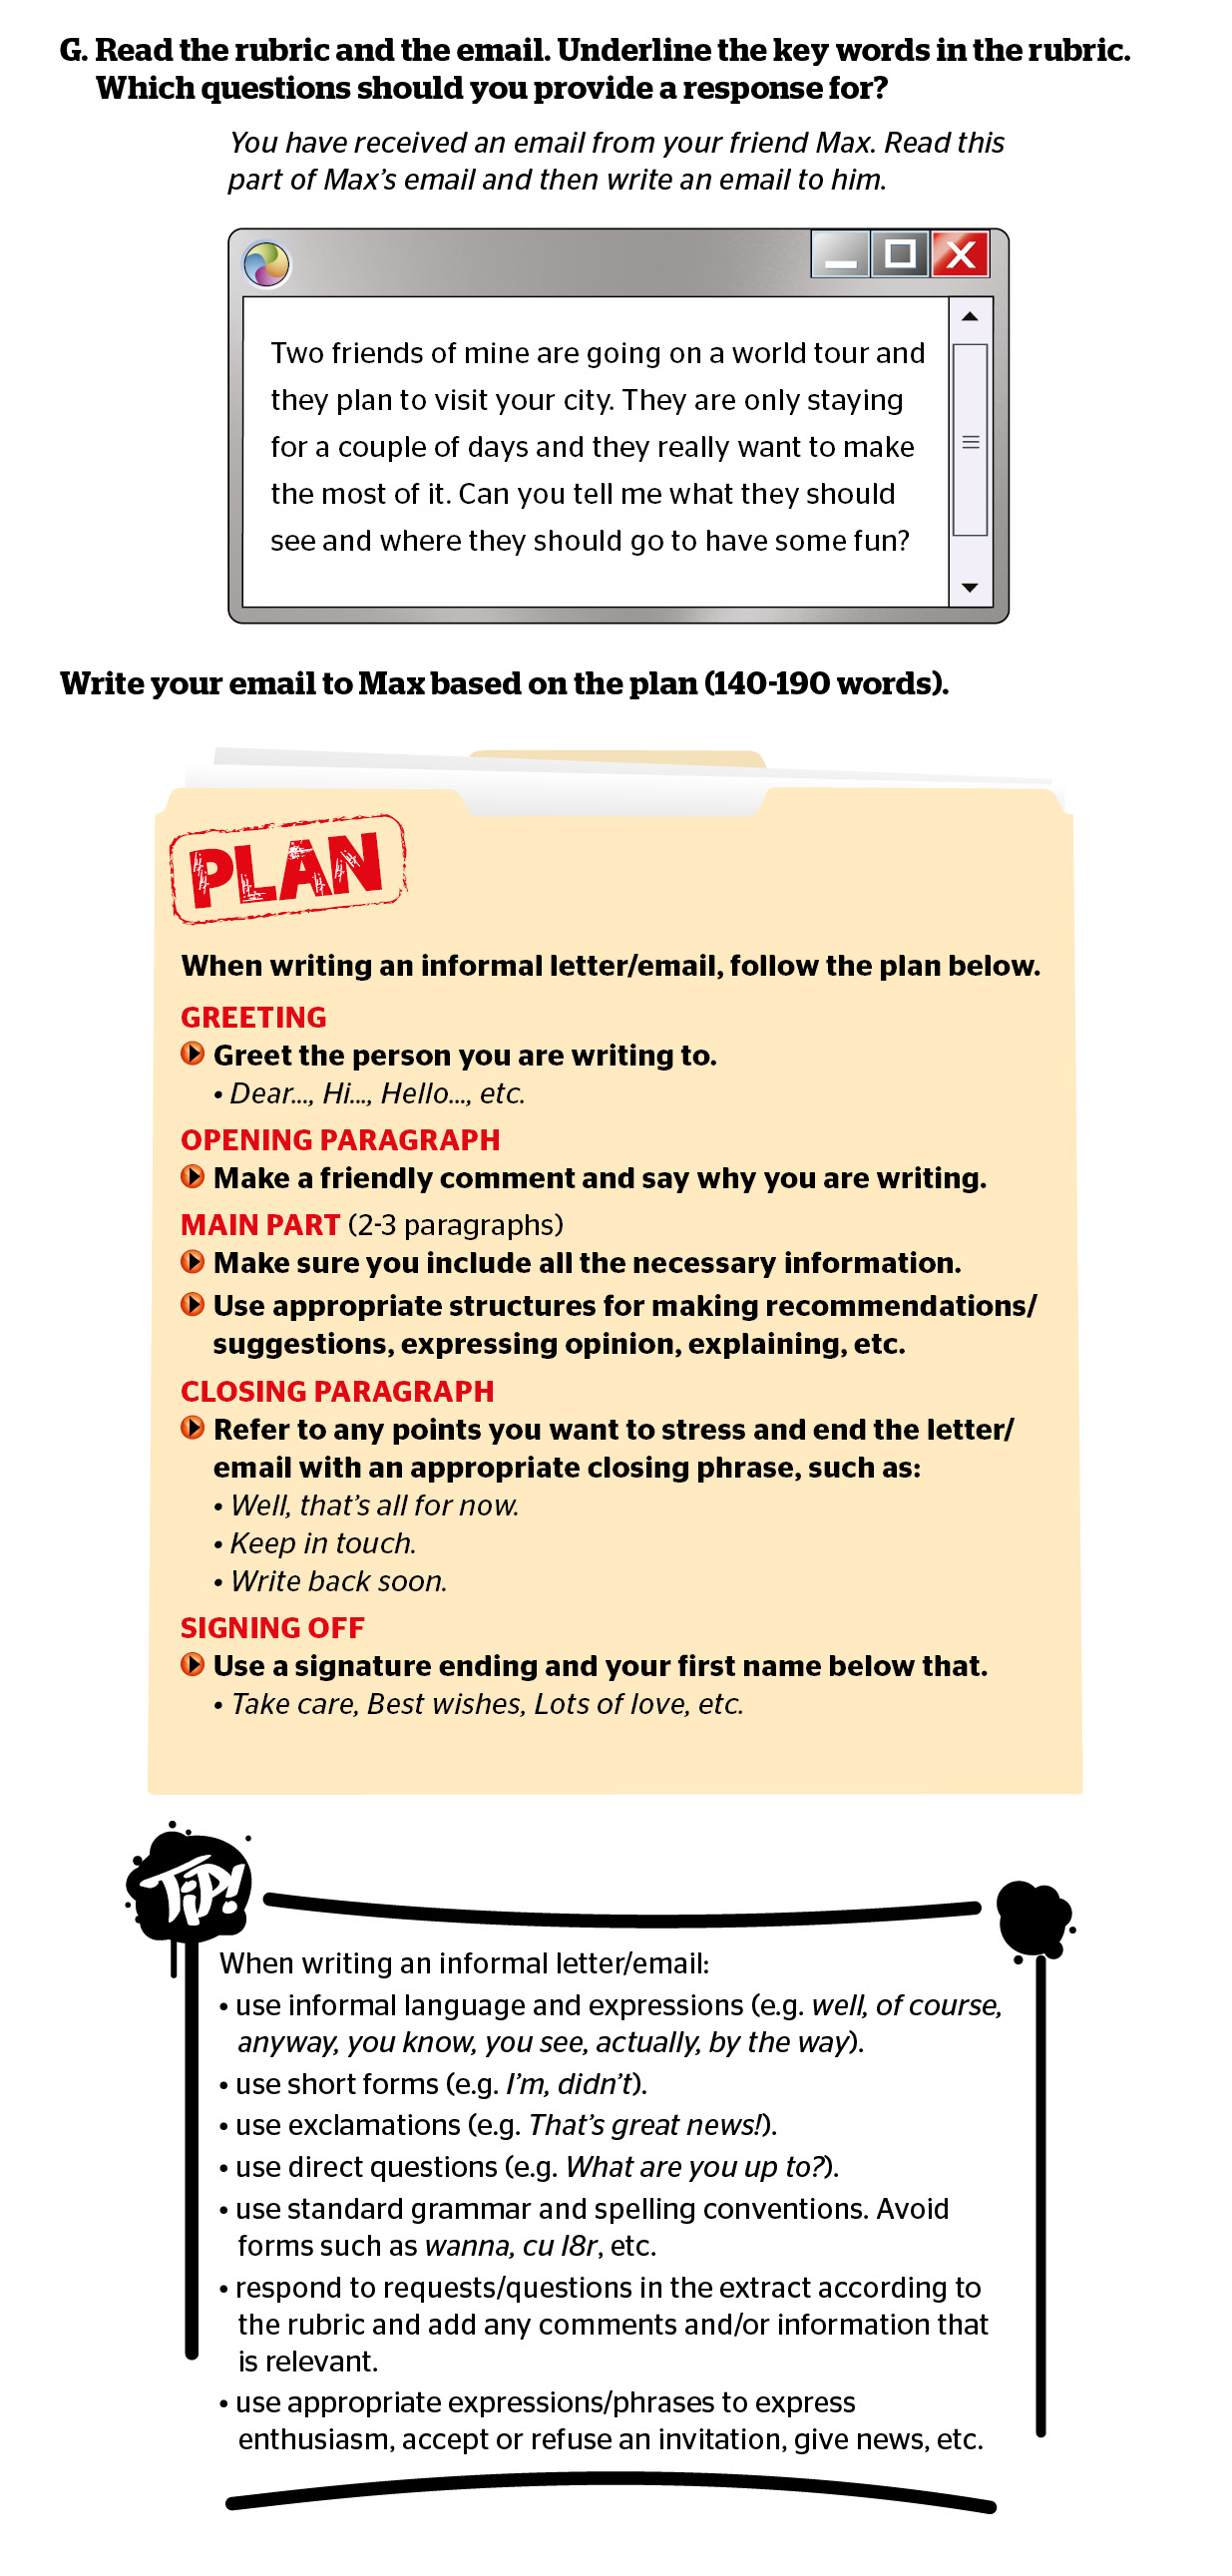 G. Read the rubric and the email. Underline the key words in the rubric.
Which questions should you provide a response for?
You have received an email from your friend Max. Read this
part of Max’s email and then write an email to him.
Two friends of mine are going on a world tour and
they plan to visit your city. They are only staying
for a couple of days and they really want to make
the most of it. Can you tell me what they should
see and where they should go to have some fun?
Write your email to Max based on the plan (140-190 words).
PLAN
When writing an informal letter/email, follow the plan below.
GREETING
Greet the person you are writing to.
• Dear..., Hi..., Hello..., etc.
OPENING PARAGRAPH
Make a friendly comment and say why you are writing.
MAIN PART (2-3 paragraphs)
Make sure you include all the necessary information.
Use appropriate structures for making recommendations/
suggestions, expressing opinion, explaining, etc.
CLOSING PARAGRAPH
Refer to any points you want to stress and end the letter/
email with an appropriate closing phrase, such as:
• Well, that’s all for now.
• Keep in touch.
• Write back soon.
SIGNING OFF
Use a signature ending and your first name below that.
• Take care, Best wishes, Lots of love, etc.
TiP!
When writing an informal letter/email:
• use informal language and expressions (e.g. well, of course,
anyway, you know, you see, actually, by the way).
• use short forms (e.g. I’m, didn’t).
• use exclamations (e.g. That’s great news!).
• use direct questions (e.g. What are you up to?).
• use standard grammar and spelling conventions. Avoid
forms such as wanna, cu l8r, etc.
• respond to requests/questions in the extract according to
the rubric and add any comments and/or information that
is relevant.
• use appropriate expressions/phrases to express
enthusiasm, accept or refuse an invitation, give news, etc.